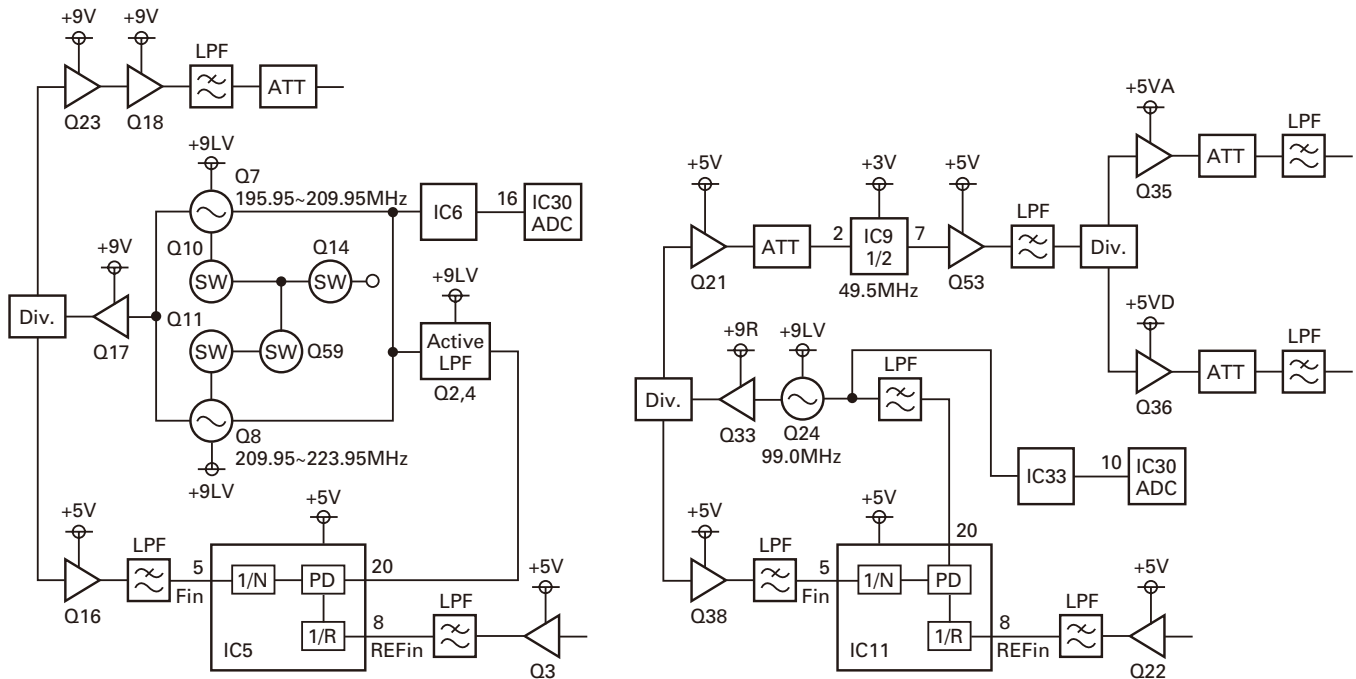 +9V
+9V
LPF
ATT
Q23
Q18
+9LV
Q7
195.95~209.95MHz
IC6
16
IC30
ADC
Q10
Q14
SW
SW
+9V
Div.
Q17
Q11
SW
SW
Q59
+9LV
Active
LPF
Q2,4
Q8
209.95~223.95MHz
+9LV
+5V
Q16
LPF
5
Fin
+5V
1/N
PD
20
1/R
8
REFin
IC5
LPF
+5V
Q3
+5V
Q21
ATT
2
+3V
IC9
1/2
7
49.5MHz
+5V
Q53
LPF
Div.
+5VA
Q35
ATT
LPF
+5VD
Q36
ATT
LPF
Div.
+9R
Q33
+9LV
Q24
99.0MHz
LPF
IC33
10
IC30
ADC
+5V
Q38
LPF
5
Fin
+5V
20
1/N
PD
1/R
8
REFin
IC11
LPF
+5V
Q22